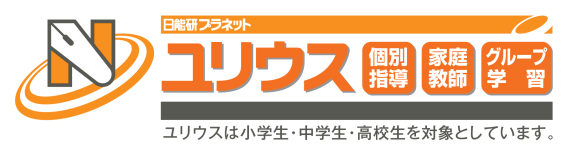 N
日能研プラネット
ユリウス 個別指導 家庭教師 グループ学習
ユリウスは小学生・中学生・高校生を対象としています。